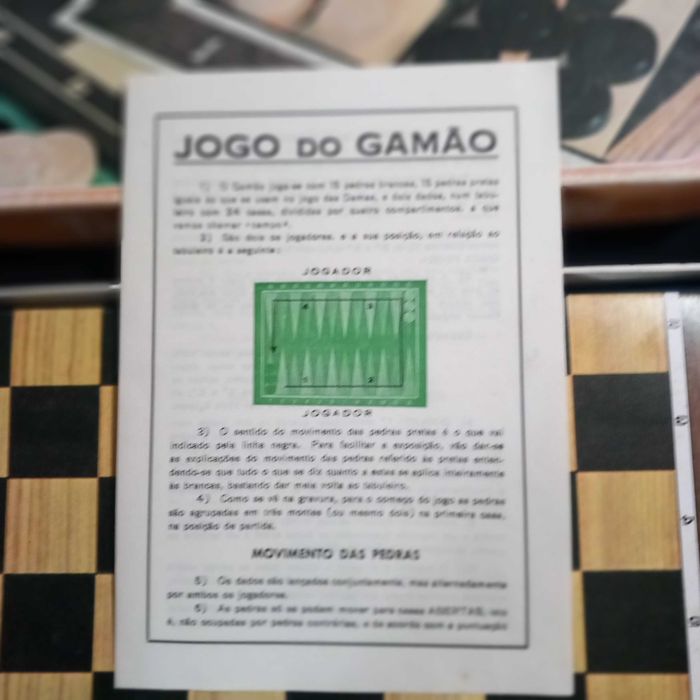 JOGO DO GAMÃO
1) O Gamão joga-se com 15 pedras brancas, 15 pedras pretas
iguais às que se usam no jogo das Damas, e dois dados, num tabu-
leiro com 24 casas, divididas por quatro compartimentos, a que
vamos chamar «campos».
2) São dois os jogadores, e a sua posição, em relação ao
tabuleiro é a seguinte:
JOGADOR
4 3
1 2
JOGADOR
3) O sentido do movimento das pedras pretas é o que vai
indicado pela linha negra. Para facilitar a exposição, vão dar-se
as explicações do movimento das pedras referido às pretas enten-
dendo-se que tudo o que se diz quanto a estas se aplica inteiramente
às brancas, bastando dar meia volta ao tabuleiro.
4) Como se vê na gravura, para o começo do jogo as pedras
são agrupadas em três montes (ou mesmo dois) na primeira casa,
na posição de partida.
MOVIMENTO DAS PEDRAS
5) Os dados são lançados conjuntamente, mas alternadamente
por ambos os jogadores.
6) As pedras só se podem mover para casas ABERTAS, isto
é, não ocupadas por pedras contrárias, e de acordo com a pontuação